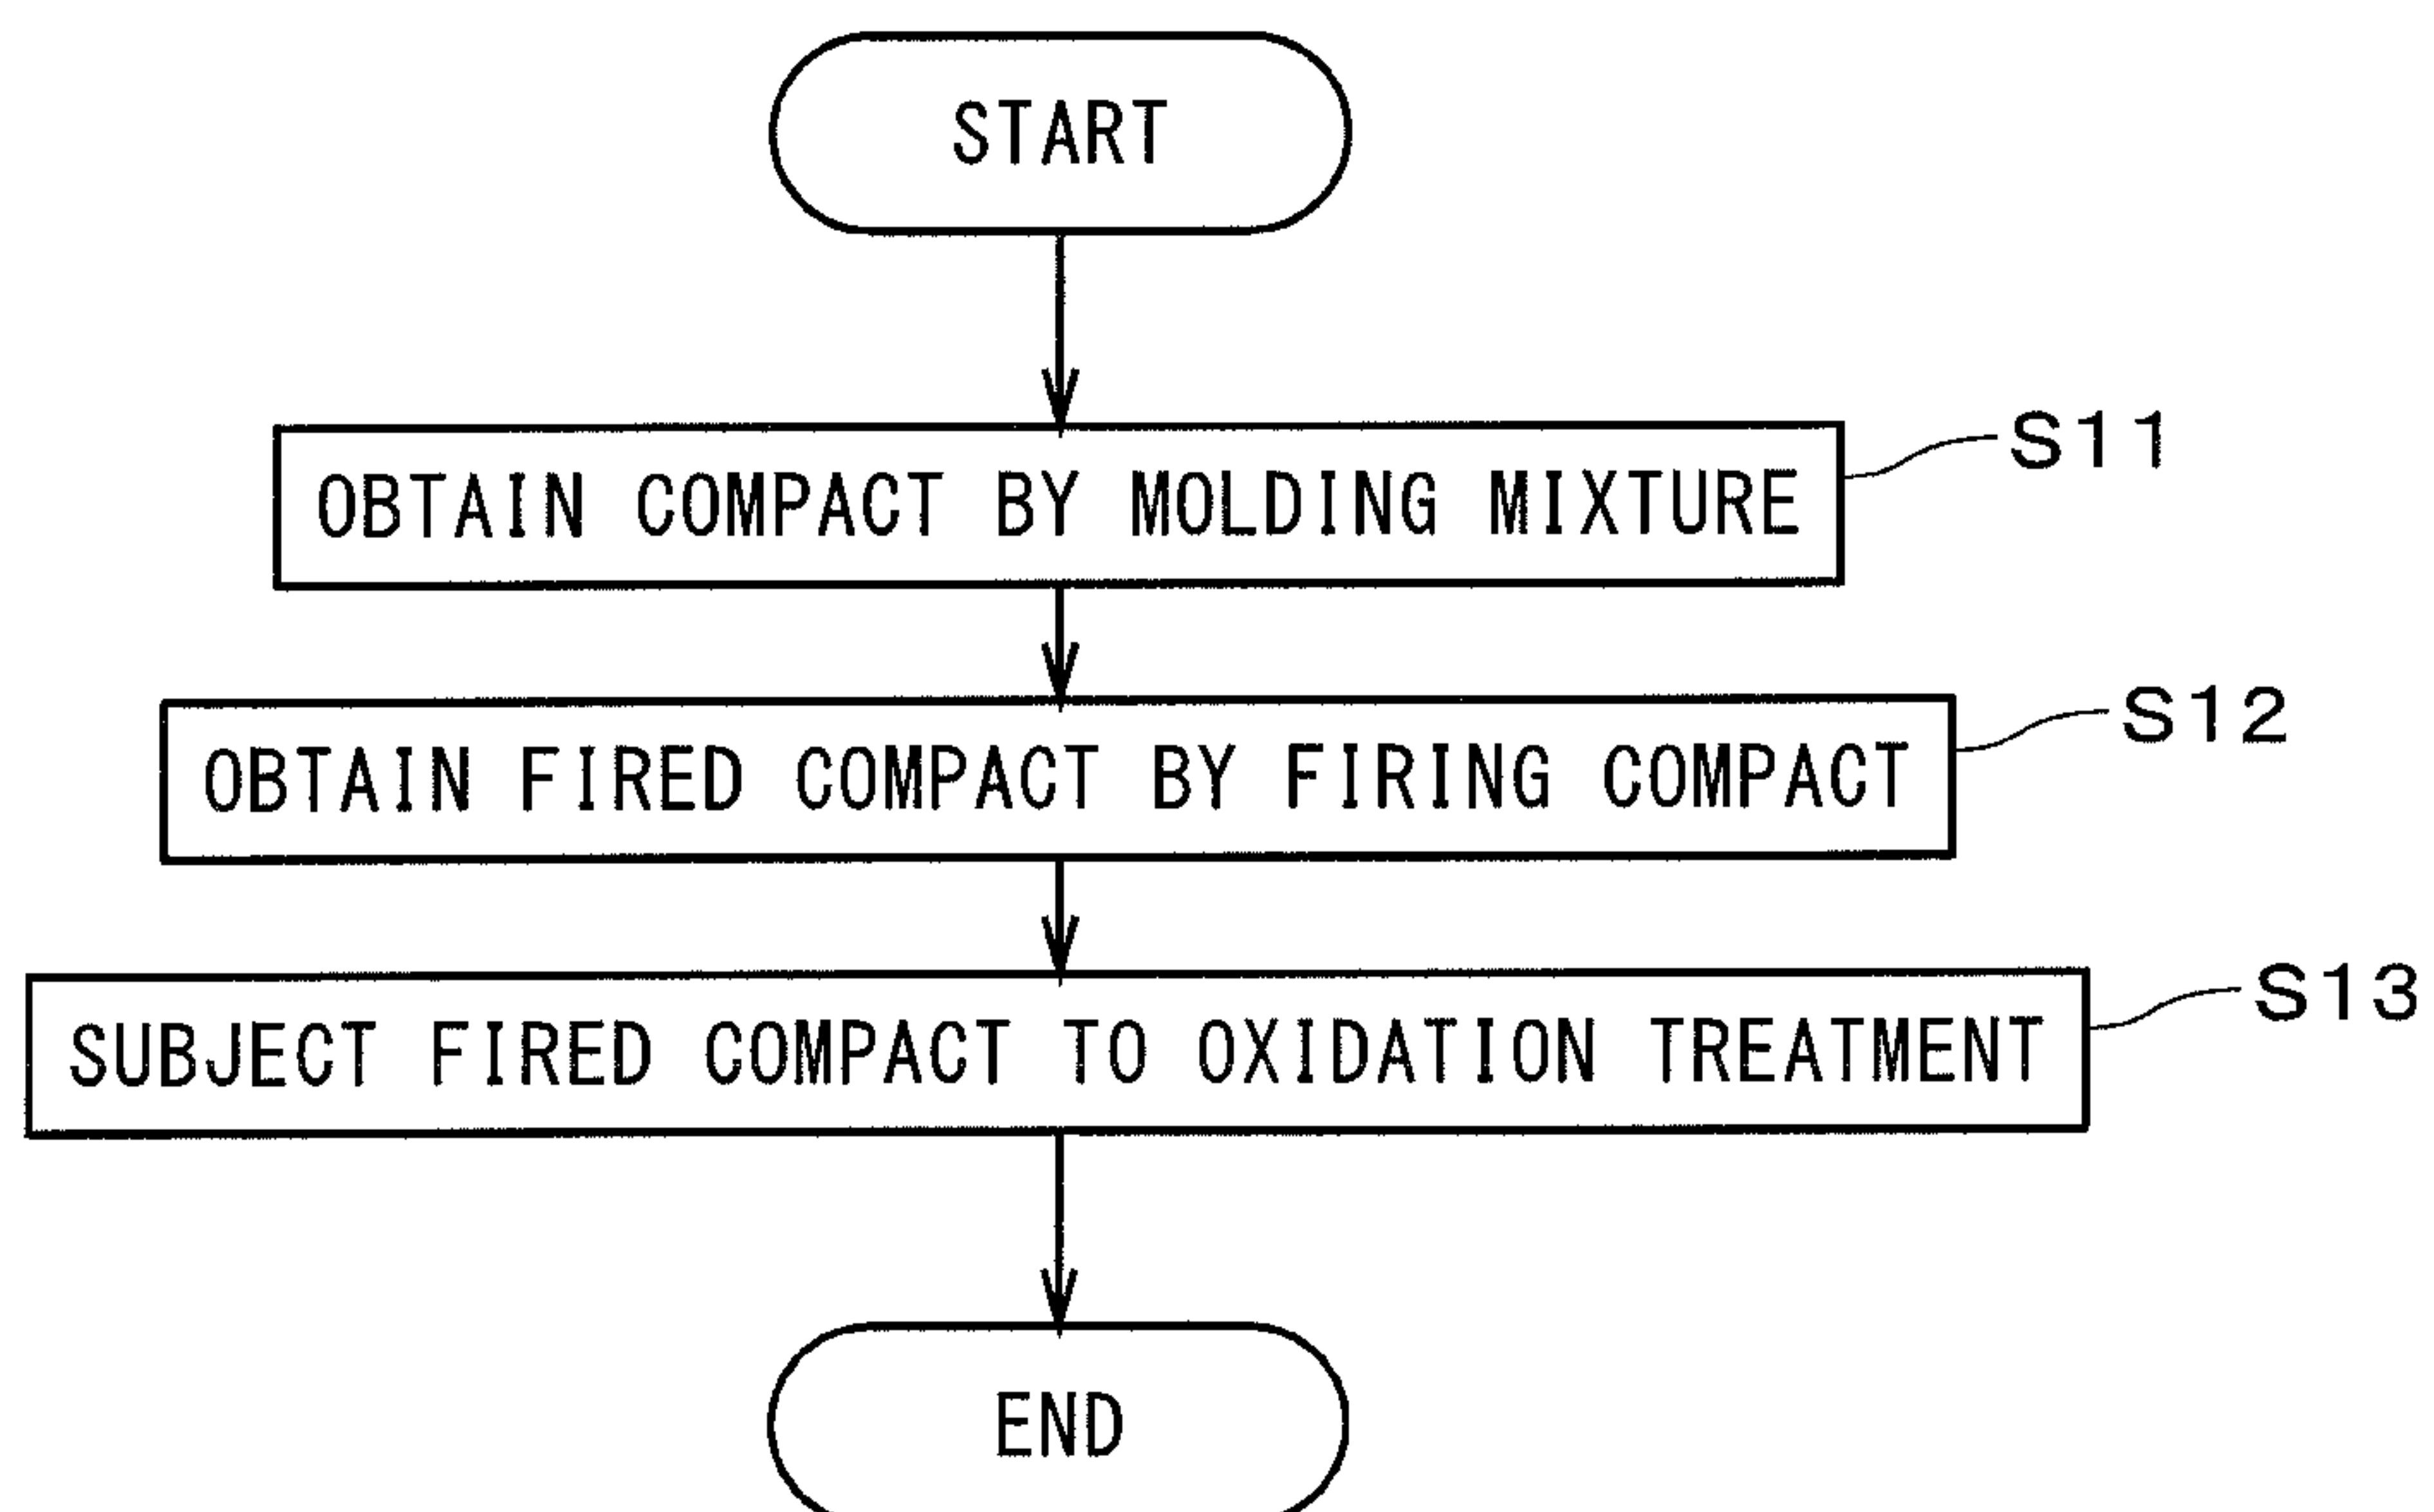 START
OBTAIN COMPACT BY MOLDING MIXTURE
S11
OBTAIN FIRED COMPACT BY FIRING COMPACT
S12
SUBJECT FIRED COMPACT TO OXIDATION TREATMENT
S13
END